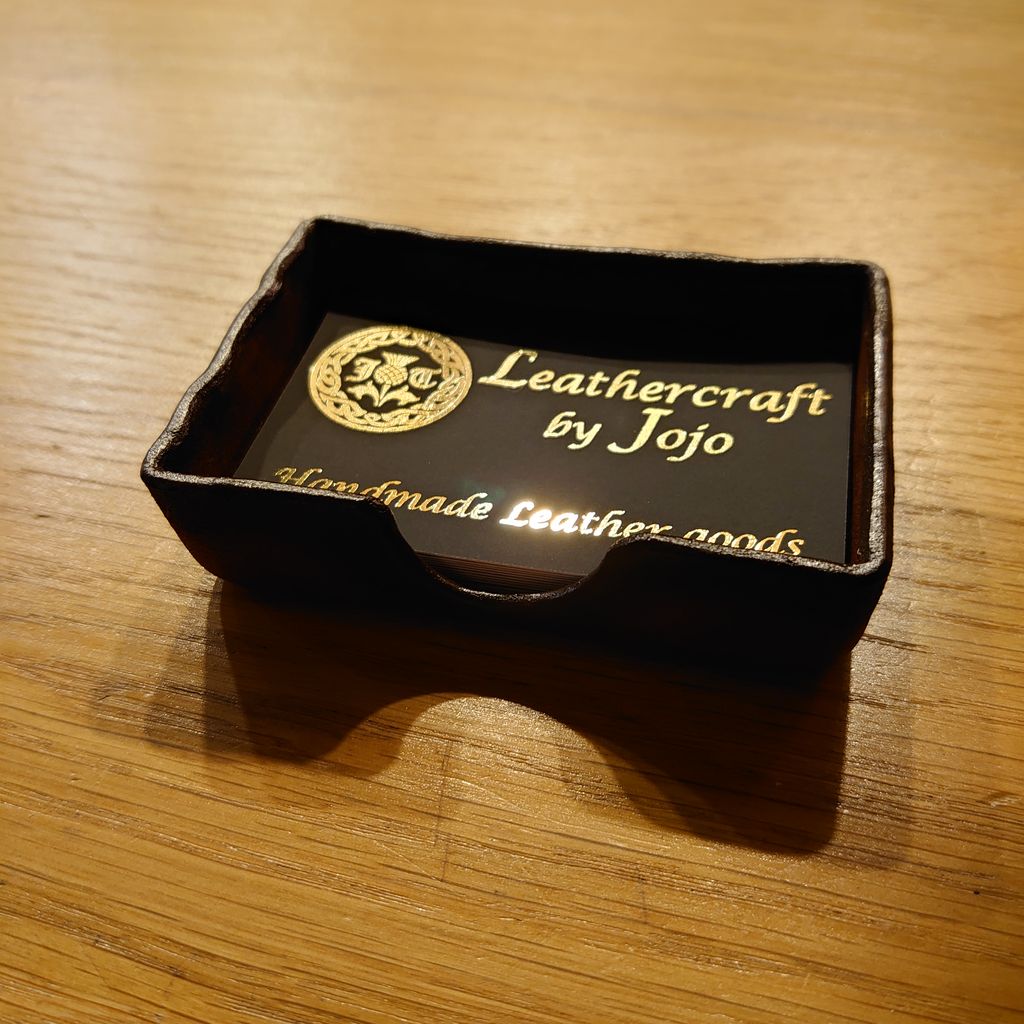 J C
Leathercraft
by Jojo
Handmade Leather goods